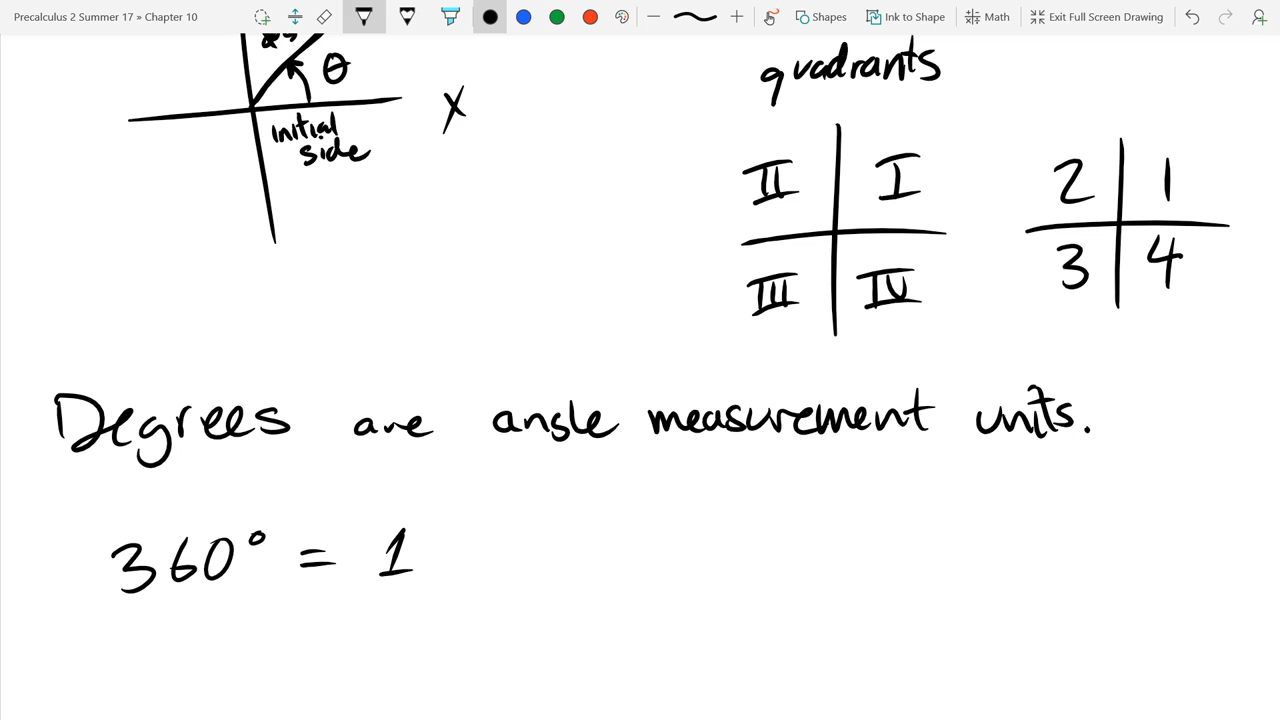 Precalculus 2 Summer 17 » Chapter 10
Shapes
Ink to Shape
Math
Exit Full Screen Drawing
θ
X
initial
side
quadrants
II I
III IV
2 1
3 4
Degrees are angle measurement units.
360° = 1